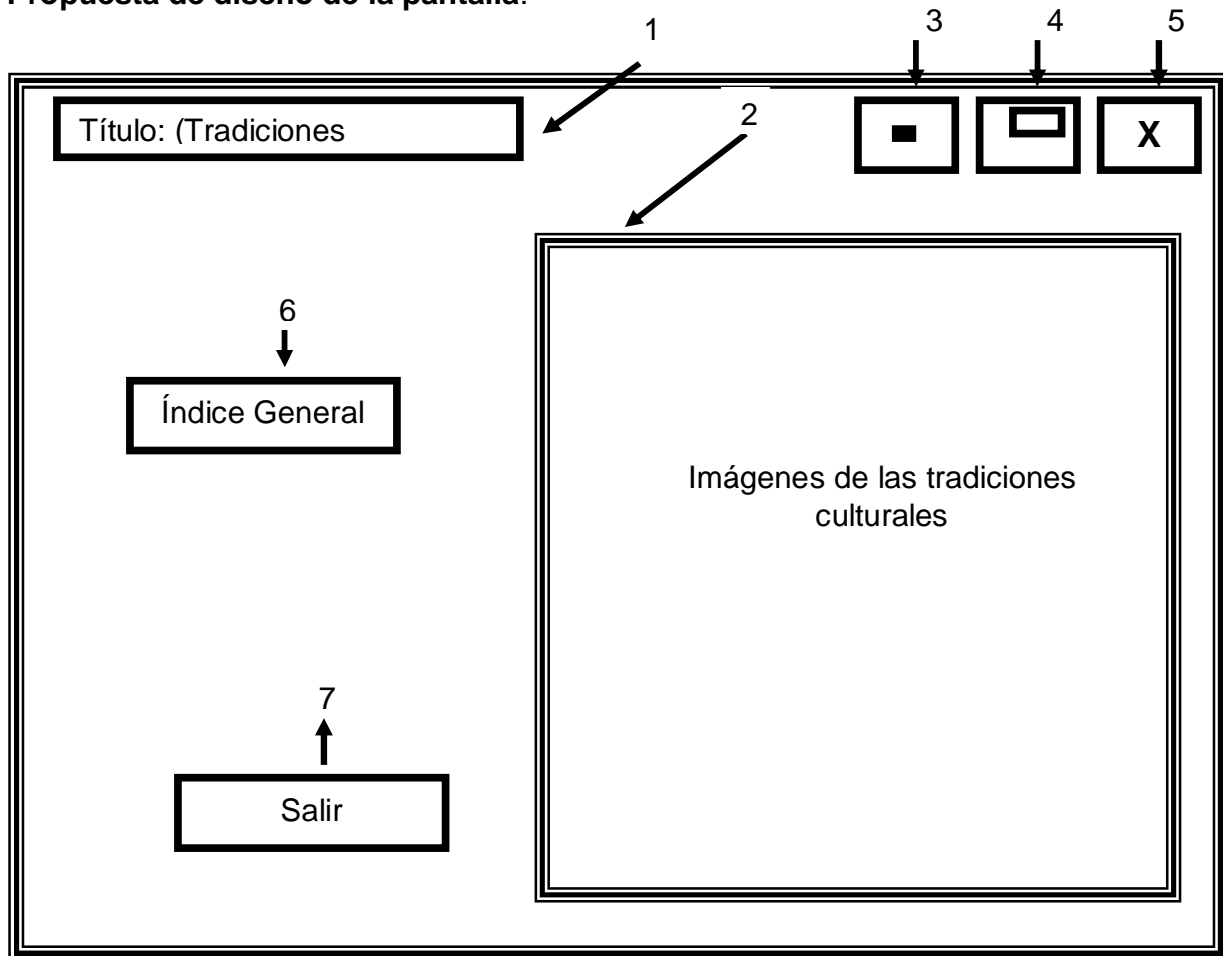 Propuesta de diseño de la pantalla.
1
3
4
5
Título: (Tradiciones
2
X
6
Índice General
Imágenes de las tradiciones
culturales
7
Salir